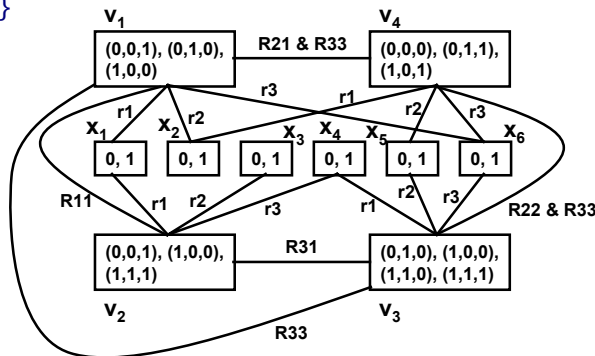 }
v1
v4
(0,0,1), (0,1,0),
(1,0,0)
R21 & R33
(0,0,0), (0,1,1),
(1,0,1)
r1
r2
r3
r1
r2
r3
x1
x2
x3
x4
x5
x6
0, 1
0, 1
0, 1
0, 1
0, 1
0, 1
R11
r1
r2
r3
r1
r2
r3
R22 & R33
(0,0,1), (1,0,0),
(1,1,1)
R31
(0,1,0), (1,0,0),
(1,1,0), (1,1,1)
v2
v3
R33